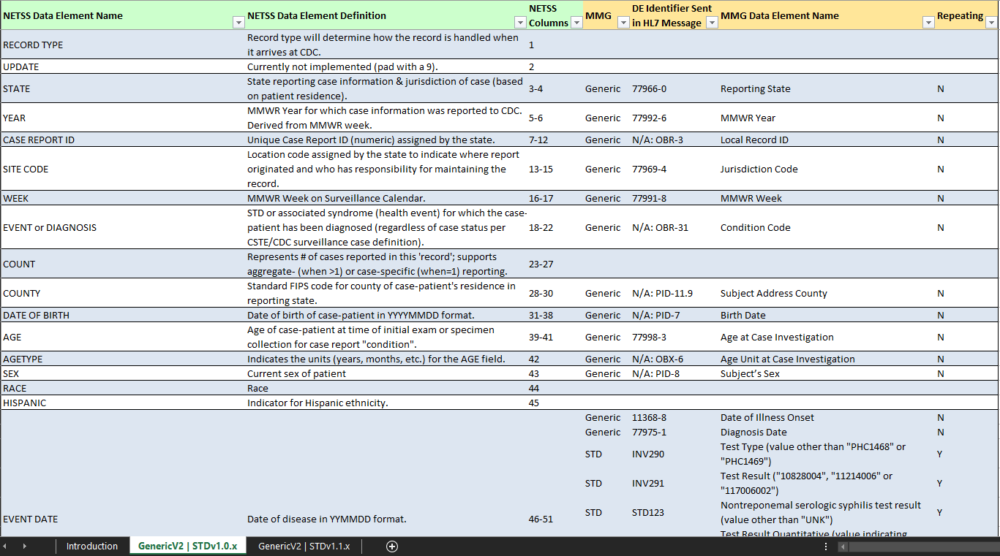 NETSS Data Element Name NETSS Data Element Definition NETSS Columns MMG DE Identifier Sent in HL7 Message MMG Data Element Name Repeating
RECORD TYPE Record type will determine how the record is handled when it arrives at CDC. 1
UPDATE Currently not implemented (pad with a 9). 2
STATE State reporting case information & jurisdiction of case (based on patient residence). 3-4 Generic 77966-0 Reporting State N
YEAR MMWR Year for which case information was reported to CDC. Derived from MMWR week. 5-6 Generic 77992-6 MMWR Year N
CASE REPORT ID Unique Case Report ID (numeric) assigned by the state. 7-12 Generic N/A: OBR-3 Local Record ID N
SITE CODE Location code assigned by the state to indicate where report originated and who has responsibility for maintaining the record. 13-15 Generic 77969-4 Jurisdiction Code N
WEEK MMWR Week on Surveillance Calendar. 16-17 Generic 77991-8 MMWR Week N
EVENT or DIAGNOSIS STD or associated syndrome (health event) for which the case-patient has been diagnosed (regardless of case status per CSTE/CDC surveillance case definition). 18-22 Generic N/A: OBR-31 Condition Code N
COUNT Represents # of cases reported in this 'record'; supports aggregate- (when >1) or case-specific (when=1) reporting. 23-27
COUNTY Standard FIPS code for county of case-patient's residence in reporting state. 28-30 Generic N/A: PID-11.9 Subject Address County N
DATE OF BIRTH Date of birth of case-patient in YYYYMMDD format. 31-38 Generic N/A: PID-7 Birth Date N
AGE Age of case-patient at time of initial exam or specimen collection for case report "condition". 39-41 Generic 77998-3 Age at Case Investigation N
AGETYPE Indicates the units (years, months, etc.) for the AGE field. 42 Generic N/A: OBX-6 Age Unit at Case Investigation N
SEX Current sex of patient 43 Generic N/A: PID-8 Subject’s Sex N
RACE Race 44
HISPANIC Indicator for Hispanic ethnicity. 45
Generic 11368-8 Date of Illness Onset N
Generic 77975-1 Diagnosis Date N
STD INV290 Test Type (value other than "PHC1468" or "PHC1469") Y
STD INV291 Test Result ("10828004", "11214006" or "117006002") Y
STD STD123 Nontreponemal serologic syphilis test result (value other than "UNK") Y
EVENT DATE Date of disease in YYMMDD format. 46-51
Test Result Quantitative (value indicating
Introduction GenericV2 | STDv1.0.x GenericV2 | STDv1.1.x